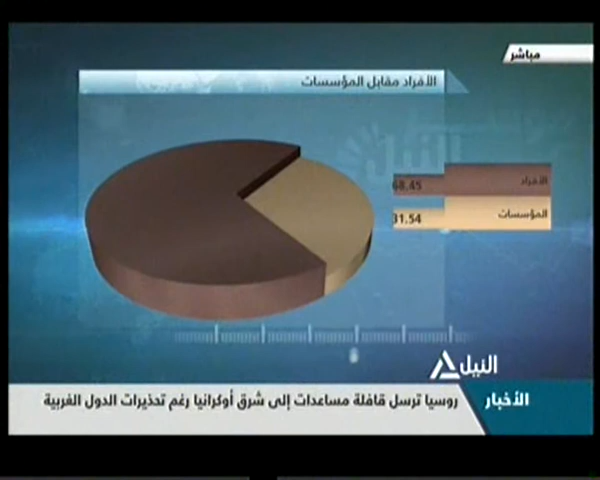 مباشر
الأفراد مقابل المؤسسات
النيل
الأفراد 68.45
المؤسسات 31.54
النيل
الأخبار
روسيا ترسل قافلة مساعدات إلى شرق أوكرانيا رغم تحذيرات الدول الغربية